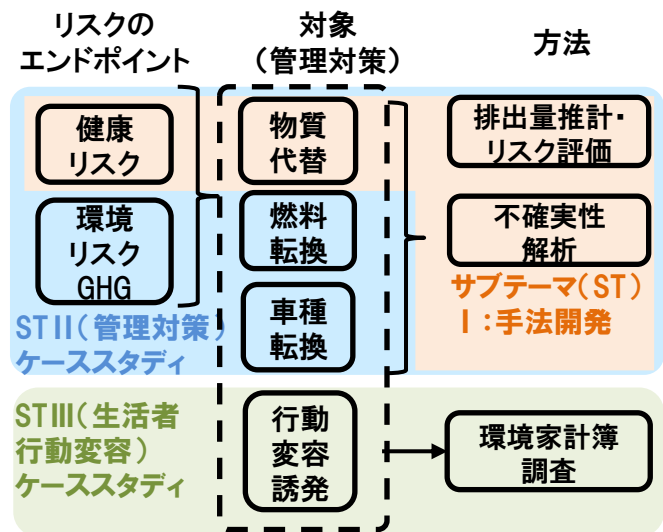 リスクの
エンドポイント
対象
（管理対策）
方法
健康
リスク
物質
代替
排出量推計・
リスク評価
環境
リスク
GHG
燃料
転換
不確実性
解析
サブテーマ（ST）
Ⅰ：手法開発
車種
転換
STⅡ（管理対策）
ケーススタディ
STⅢ（生活者
行動変容）
ケーススタディ
行動
変容
誘発
環境家計簿
調査